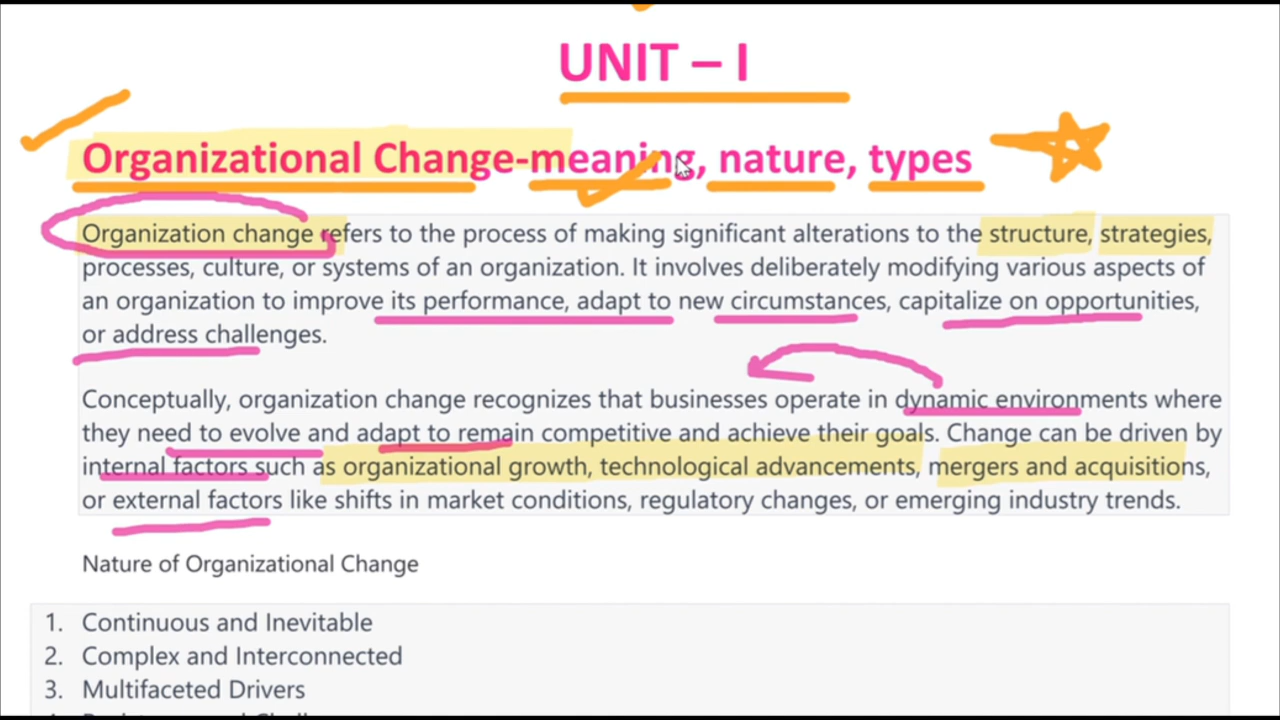 UNIT – I
Organizational Change-meaning, nature, types
Organization change refers to the process of making significant alterations to the structure, strategies,
processes, culture, or systems of an organization. It involves deliberately modifying various aspects of
an organization to improve its performance, adapt to new circumstances, capitalize on opportunities,
or address challenges.
Conceptually, organization change recognizes that businesses operate in dynamic environments where
they need to evolve and adapt to remain competitive and achieve their goals. Change can be driven by
internal factors such as organizational growth, technological advancements, mergers and acquisitions,
or external factors like shifts in market conditions, regulatory changes, or emerging industry trends.
Nature of Organizational Change
1. Continuous and Inevitable
2. Complex and Interconnected
3. Multifaceted Drivers